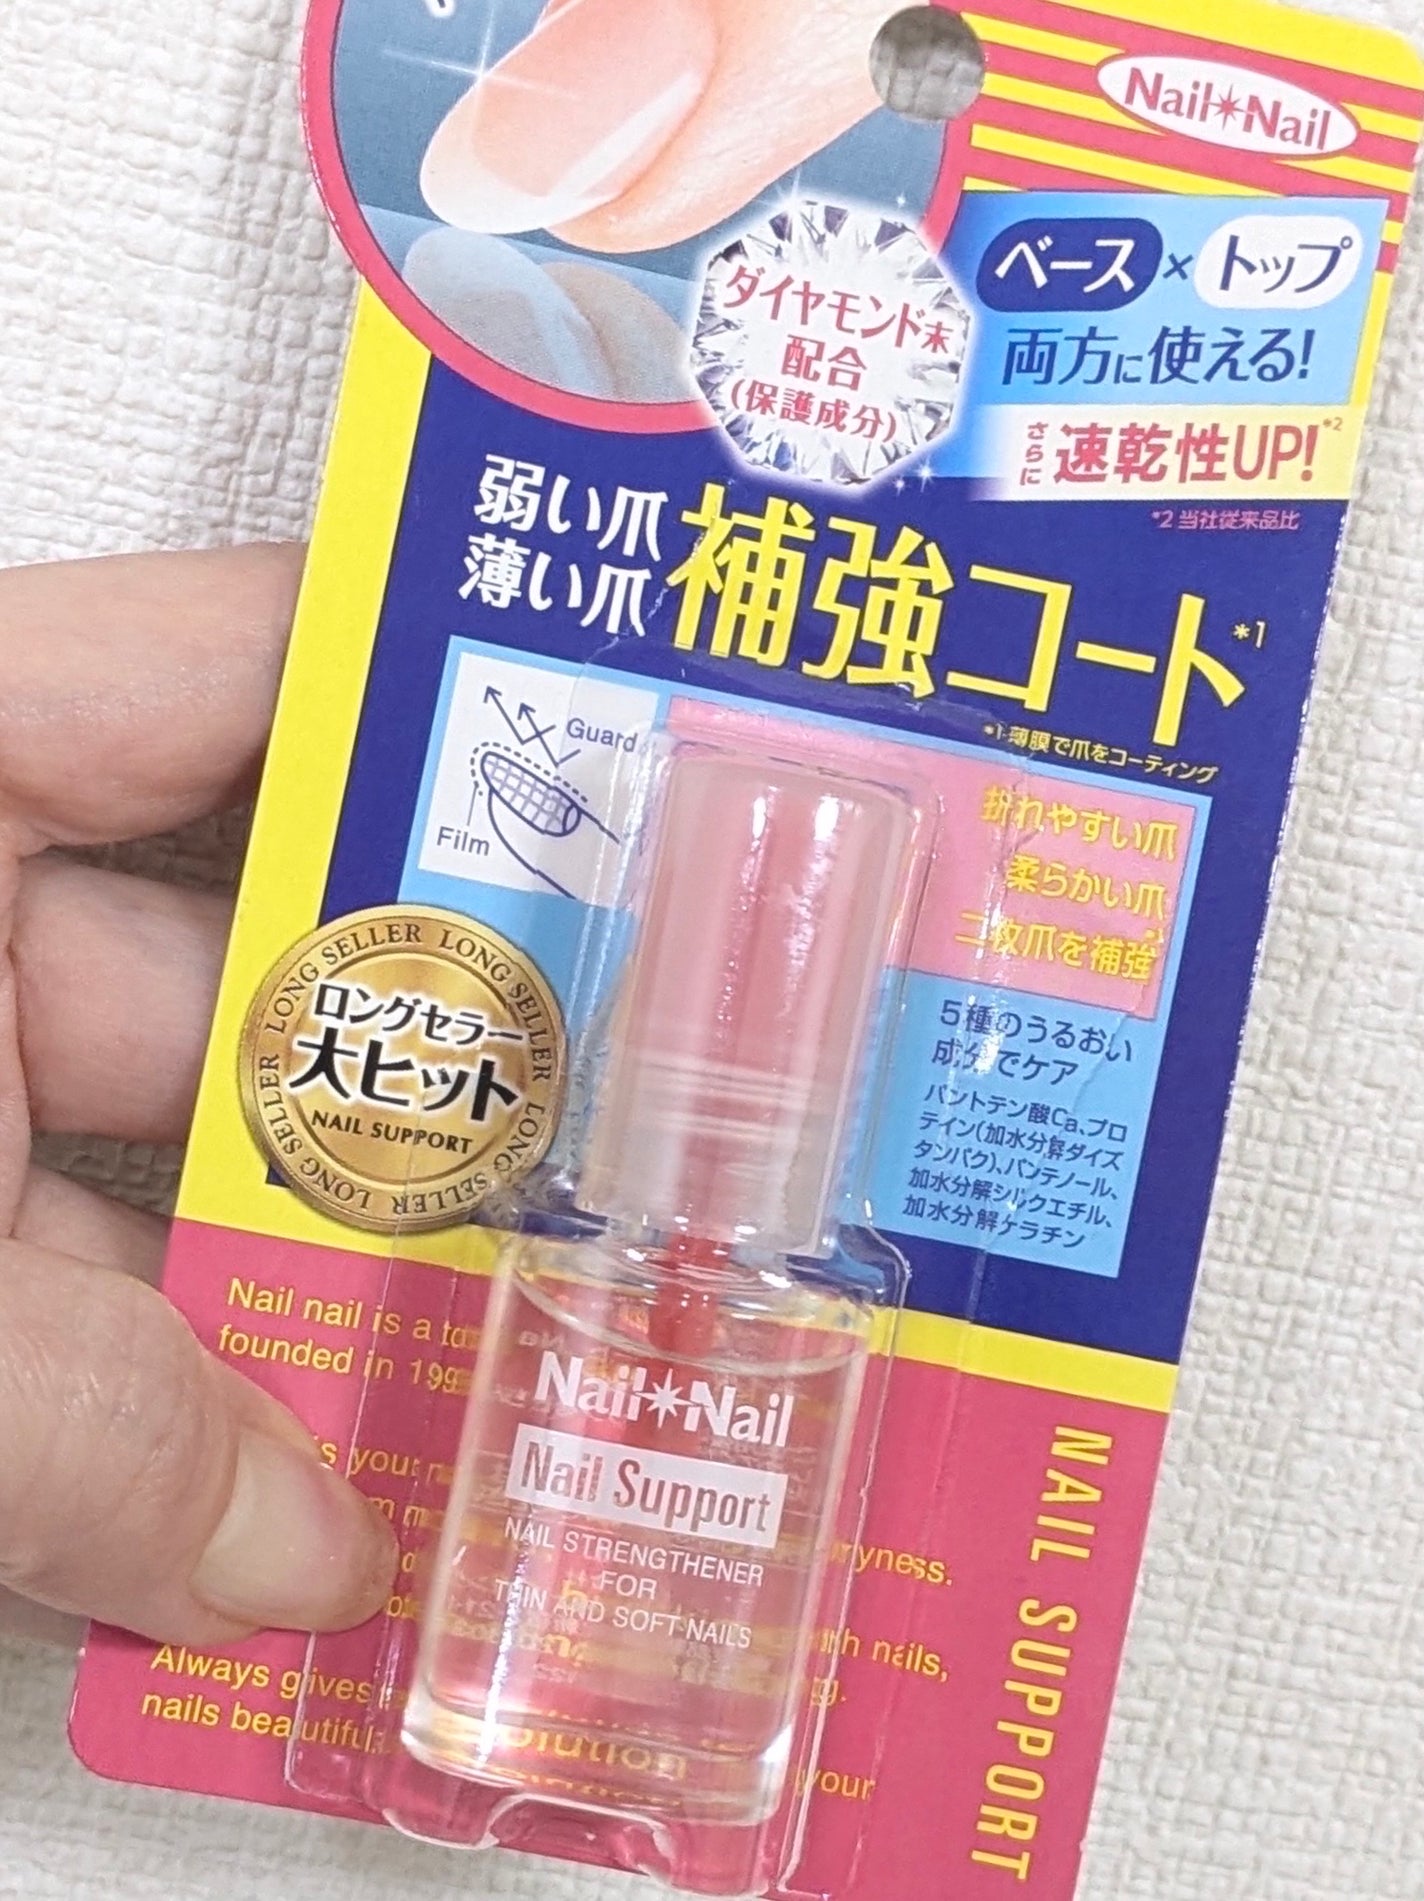 Nail Nail
ベース × トップ
両方に使える!
さらに 速乾性UP!*2
*2 当社従来品比
ダイヤモンド末
配合
(保護成分)
弱い爪
薄い爪
補強コート*1
*1 薄膜で爪をコーティング
Guard
Film
折れやすい爪
柔らかい爪
二枚爪を補強*1
5種のうるおい
成分でケア
パントテン酸Ca、プロ
テイン(加水分解ダイズ
タンパク)、パンテノール、
加水分解シルクエチル、
加水分解ケラチン
LONG SELLER LONG SELLER LONG SELLER LONG SELLER
ロングセラー
大ヒット
NAIL SUPPORT
Nail nail is a
founded in
your
nails,
Always gives
nails beautiful
your
Nail Nail
Nail Support
NAIL STRENGTHENER
FOR
THIN AND SOFT NAILS
NAIL SUPPORT